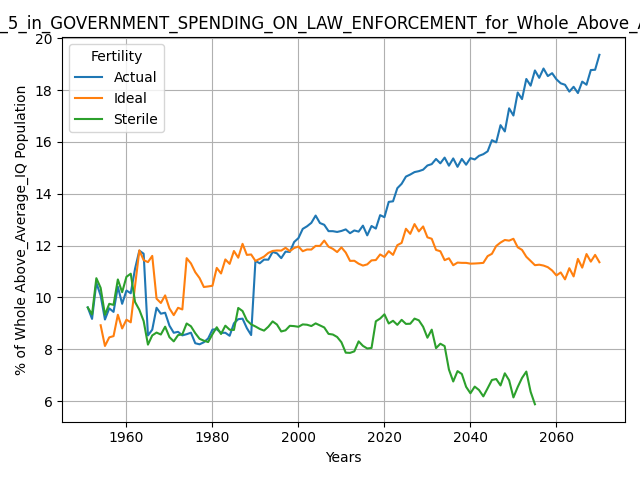 _5_in_GOVERNMENT_SPENDING_ON_LAW_ENFORCEMENT_for_Whole_Above_A
Fertility
Actual
Ideal
Sterile
% of Whole Above_Average_IQ Population
20
18
16
14
12
10
8
6
1960
1980
2000
2020
2040
2060
Years